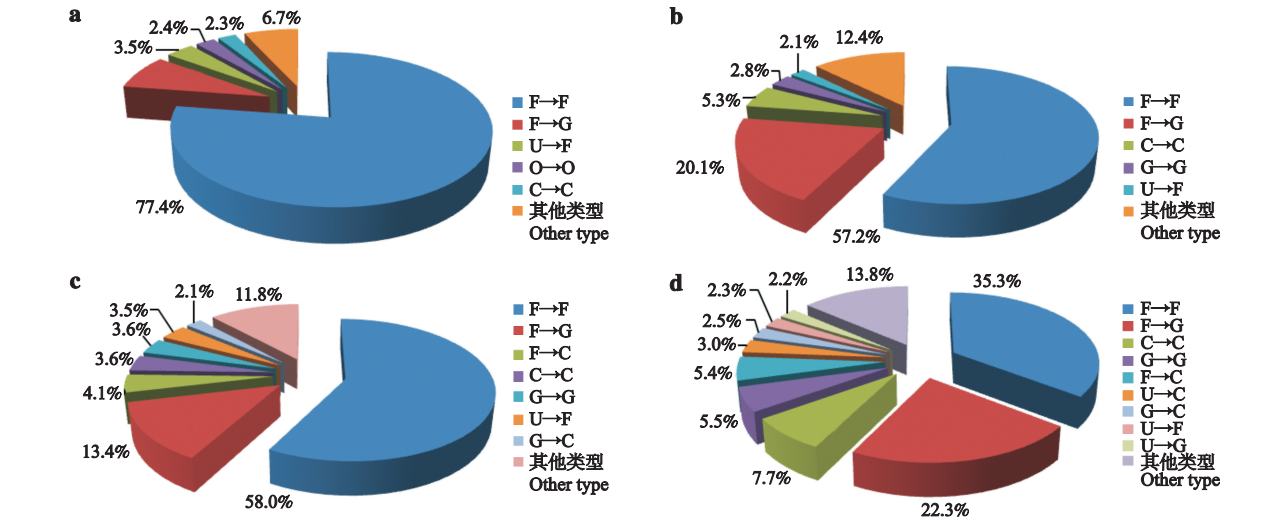 a
6.7%
2.3%
2.4%
3.5%
77.4%
F→F
F→G
U→F
O→O
C→C
其他类型
Other type
b
12.4%
2.1%
2.8%
5.3%
20.1%
57.2%
F→F
F→G
C→C
G→G
U→F
其他类型
Other type
c
11.8%
2.1%
3.5%
3.6%
3.6%
4.1%
13.4%
58.0%
F→F
F→G
F→C
C→C
G→G
U→F
G→C
其他类型
Other type
d
35.3%
13.8%
2.2%
2.3%
2.5%
3.0%
5.4%
5.5%
7.7%
22.3%
F→F
F→G
C→C
G→G
F→C
U→C
G→C
U→F
U→G
其他类型
Other type